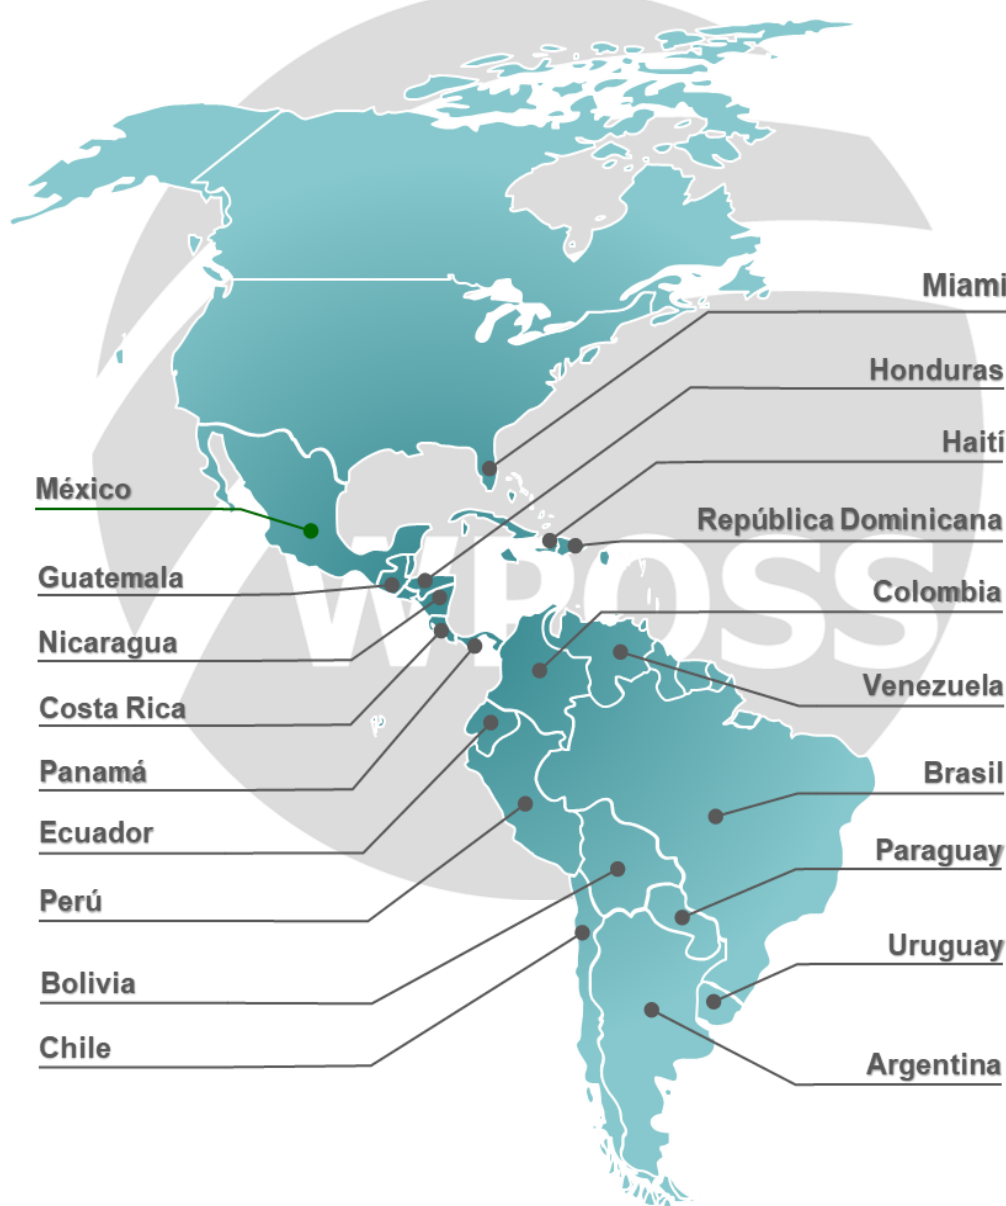 Miami
Honduras
Haití
México
República Dominicana
Guatemala
Colombia
Nicaragua
Venezuela
Costa Rica
Panamá
Brasil
Ecuador
Paraguay
Perú
Uruguay
Bolivia
Chile
Argentina
WPOSS